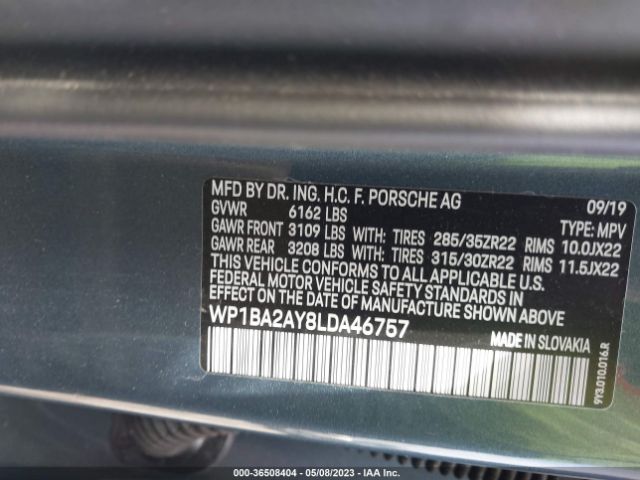 MFD BY DR. ING. H.C. F. PORSCHE AG 09/19
GVWR 6162 LBS TYPE: MPV
GAWR FRONT 3109 LBS WITH: TIRES 285/35ZR22 RIMS 10.0JX22
GAWR REAR 3208 LBS WITH: TIRES 315/30ZR22 RIMS 11.5JX22
THIS VEHICLE CONFORMS TO ALL APPLICABLE U.S.
FEDERAL MOTOR VEHICLE SAFETY STANDARDS IN
EFFECT ON THE DATE OF MANUFACTURE SHOWN ABOVE
WP1BA2AY8LDA46757 MADE IN SLOVAKIA
9Y3.010.016.R
000-36508404 - 05/08/2023 - IAA Inc.